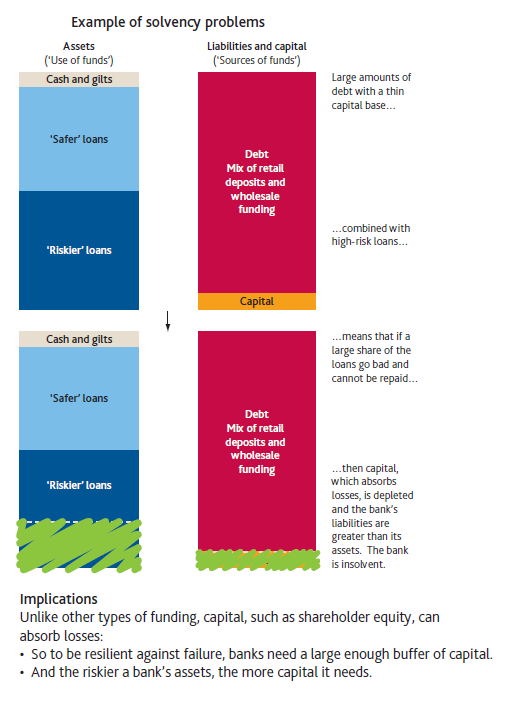 Example of solvency problems
Assets
('Use of funds')
Liabilities and capital
('Sources of funds')
Cash and gilts
'Safer' loans
'Riskier' loans
Debt
Mix of retail
deposits and
wholesale
funding
Capital
Large amounts of
debt with a thin
capital base…
…combined with
high-risk loans…
Cash and gilts
'Safer' loans
'Riskier' loans
Debt
Mix of retail
deposits and
wholesale
funding
…means that if a
large share of the
loans go bad and
cannot be repaid…
…then capital,
which absorbs
losses, is depleted
and the bank's
liabilities are
greater than its
assets. The bank
is insolvent.
Implications
Unlike other types of funding, capital, such as shareholder equity, can
absorb losses:
• So to be resilient against failure, banks need a large enough buffer of capital.
• And the riskier a bank's assets, the more capital it needs.